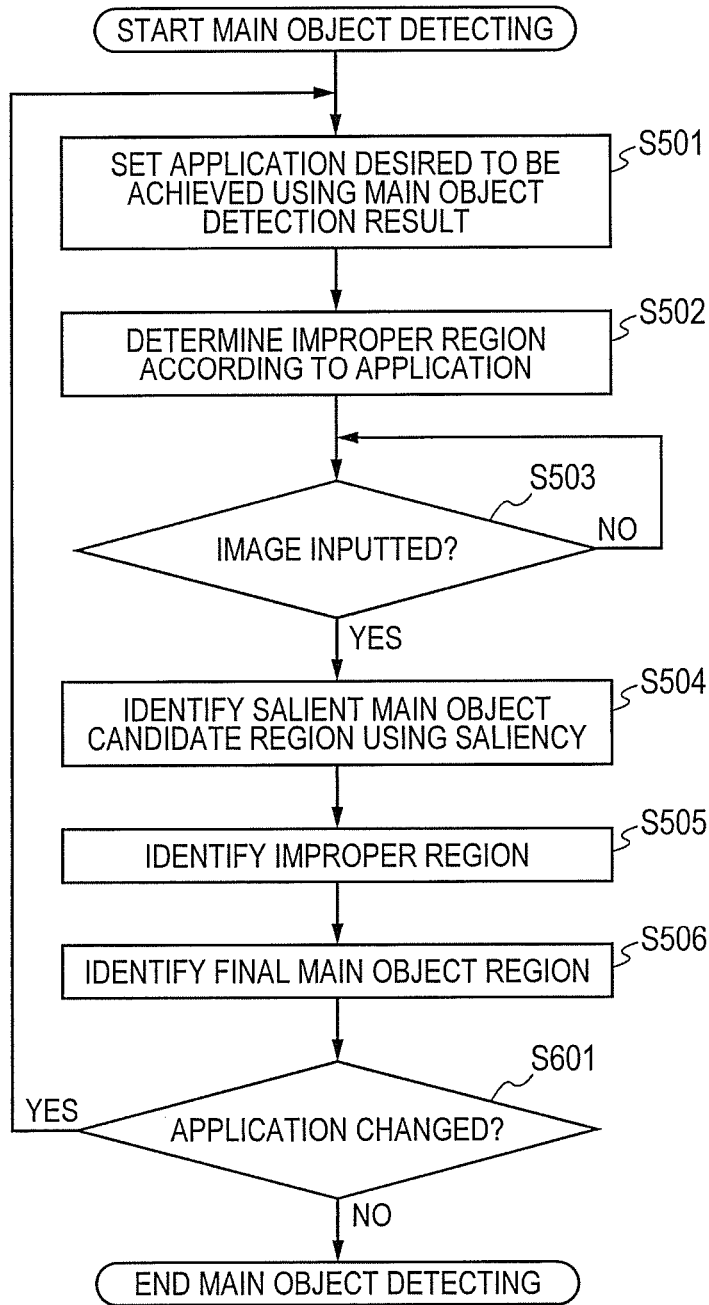 START MAIN OBJECT DETECTING
S501
SET APPLICATION DESIRED TO BE
ACHIEVED USING MAIN OBJECT
DETECTION RESULT
S502
DETERMINE IMPROPER REGION
ACCORDING TO APPLICATION
S503
IMAGE INPUTTED?
NO
YES
S504
IDENTIFY SALIENT MAIN OBJECT
CANDIDATE REGION USING SALIENCY
S505
IDENTIFY IMPROPER REGION
S506
IDENTIFY FINAL MAIN OBJECT REGION
S601
YES
APPLICATION CHANGED?
NO
END MAIN OBJECT DETECTING